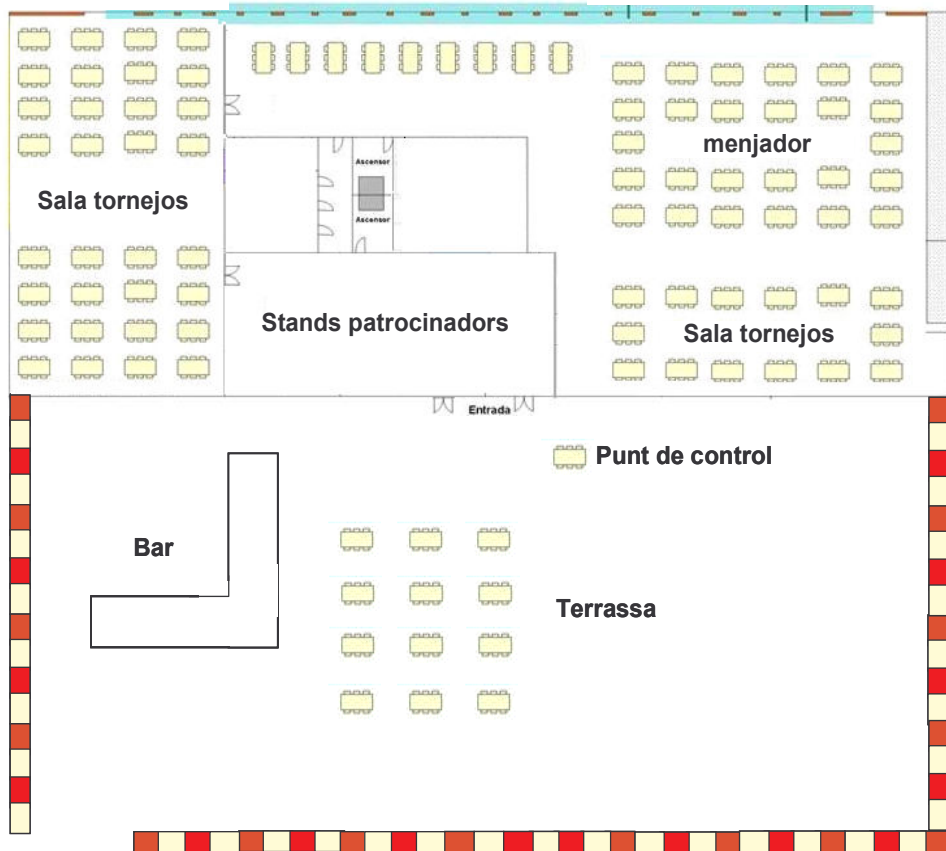 menjador
Ascensor
Sala tornejos
Ascensor
Stands patrocinadors
Sala tornejos
Entrada
Punt de control
Bar
Terrassa